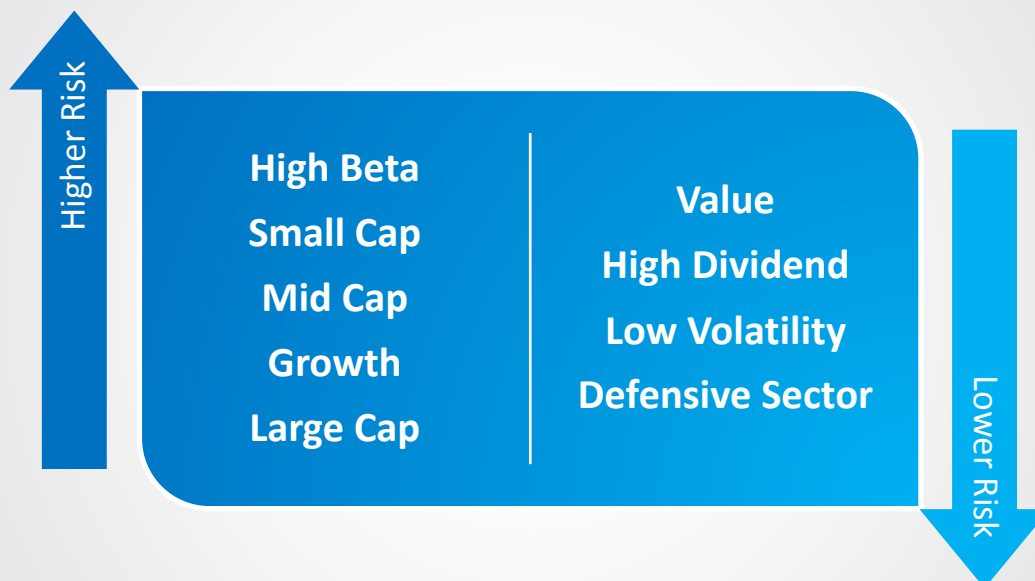 Higher Risk
High Beta
Small Cap
Mid Cap
Growth
Large Cap
Value
High Dividend
Low Volatility
Defensive Sector
Lower Risk